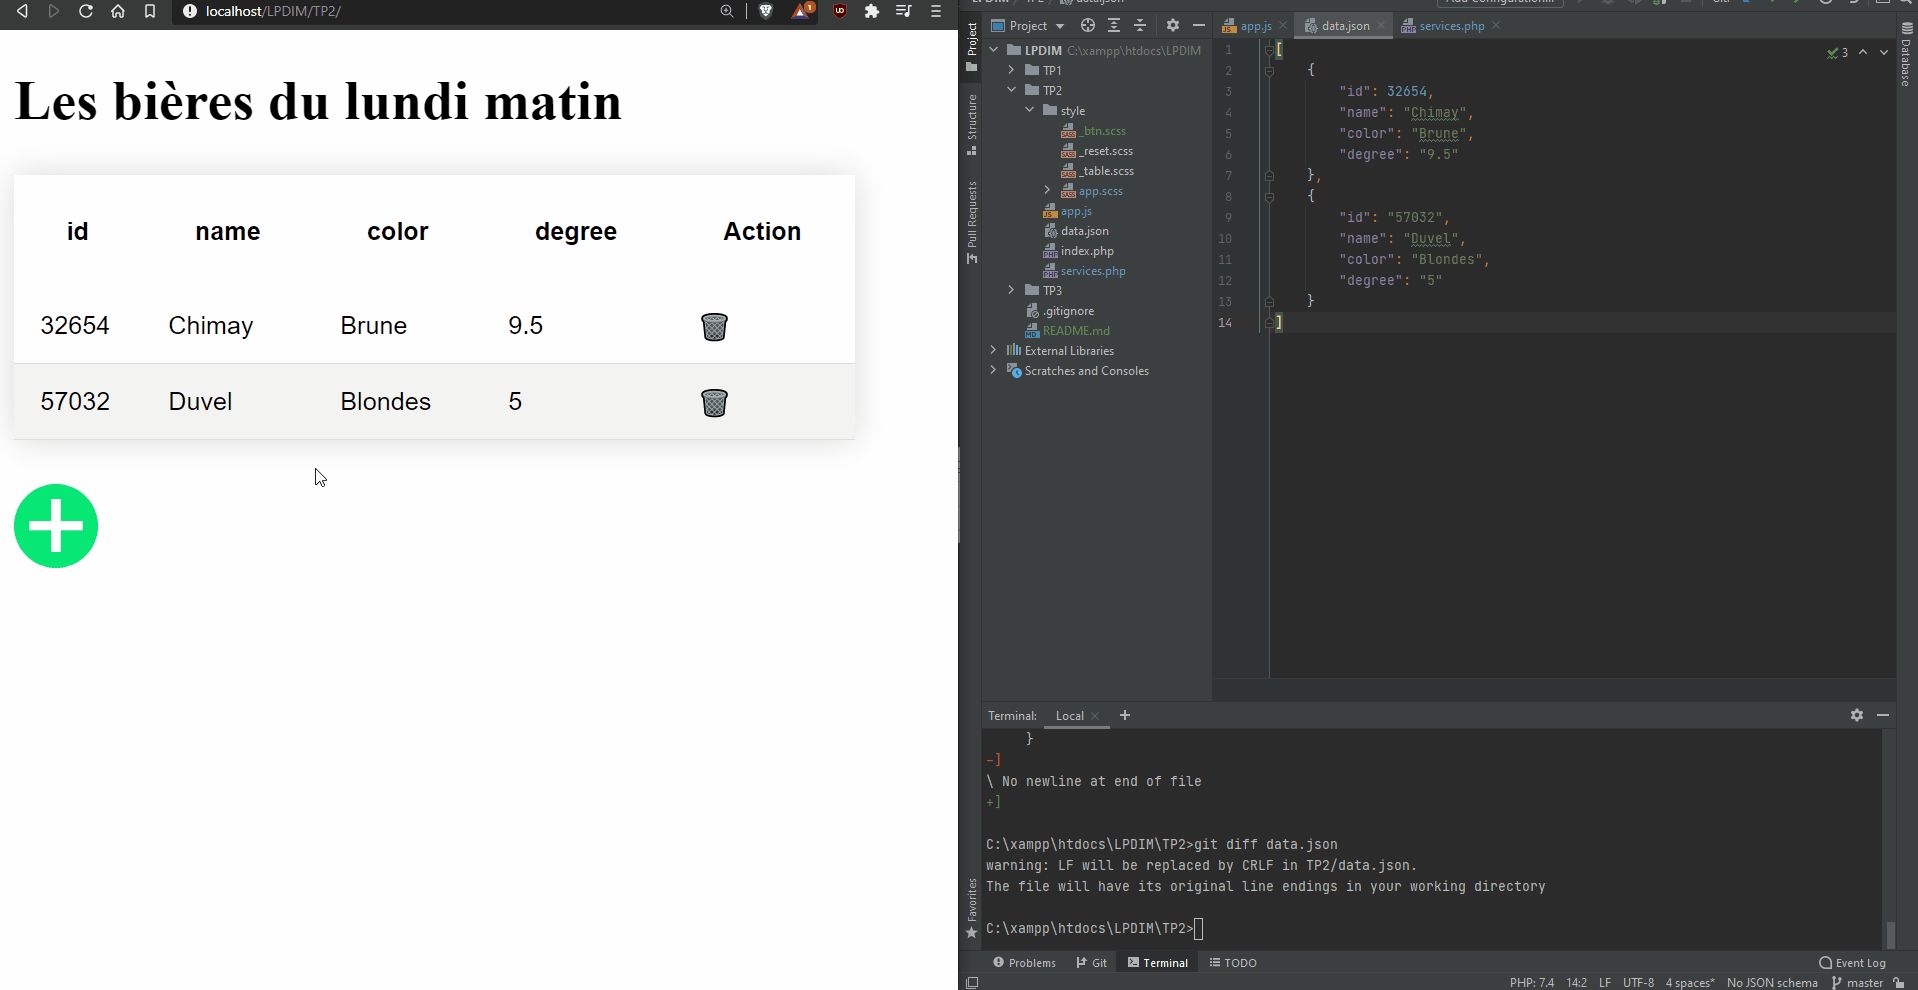 localhost/LPDIM/TP2/
1
Les bières du lundi matin
id name color degree Action
32654 Chimay Brune 9.5
57032 Duvel Blondes 5
Project
app.js
data.json
services.php
Project
Structure
Pull Requests
Favorites
Database
LPDIM C:\xampp\htdocs\LPDIM
TP1
TP2
style
_btn.scss
_reset.scss
_table.scss
app.scss
app.js
data.json
index.php
services.php
TP3
.gitignore
README.md
External Libraries
Scratches and Consoles
3
1 [
2 {
3 "id": 32654,
4 "name": "Chimay",
5 "color": "Brune",
6 "degree": "9.5"
7 },
8 {
9 "id": "57032",
10 "name": "Duvel",
11 "color": "Blondes",
12 "degree": "5"
13 }
14 ]
Terminal: Local
}
-]
\ No newline at end of file
+]
C:\xampp\htdocs\LPDIM\TP2>git diff data.json
warning: LF will be replaced by CRLF in TP2/data.json.
The file will have its original line endings in your working directory
C:\xampp\htdocs\LPDIM\TP2>
Problems Git Terminal TODO Event Log
PHP: 7.4 14:2 LF UTF-8 4 spaces* No JSON schema master